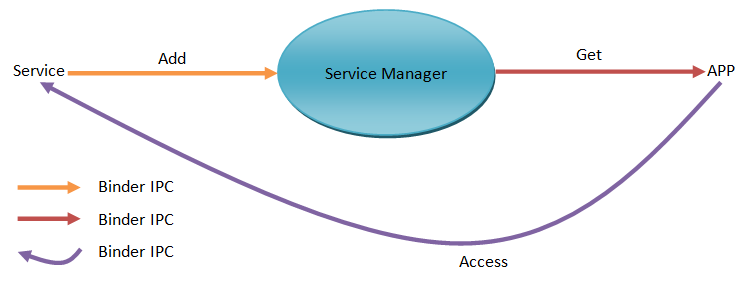 Add
Get
Service
Service Manager
APP
Binder IPC
Binder IPC
Binder IPC
Access